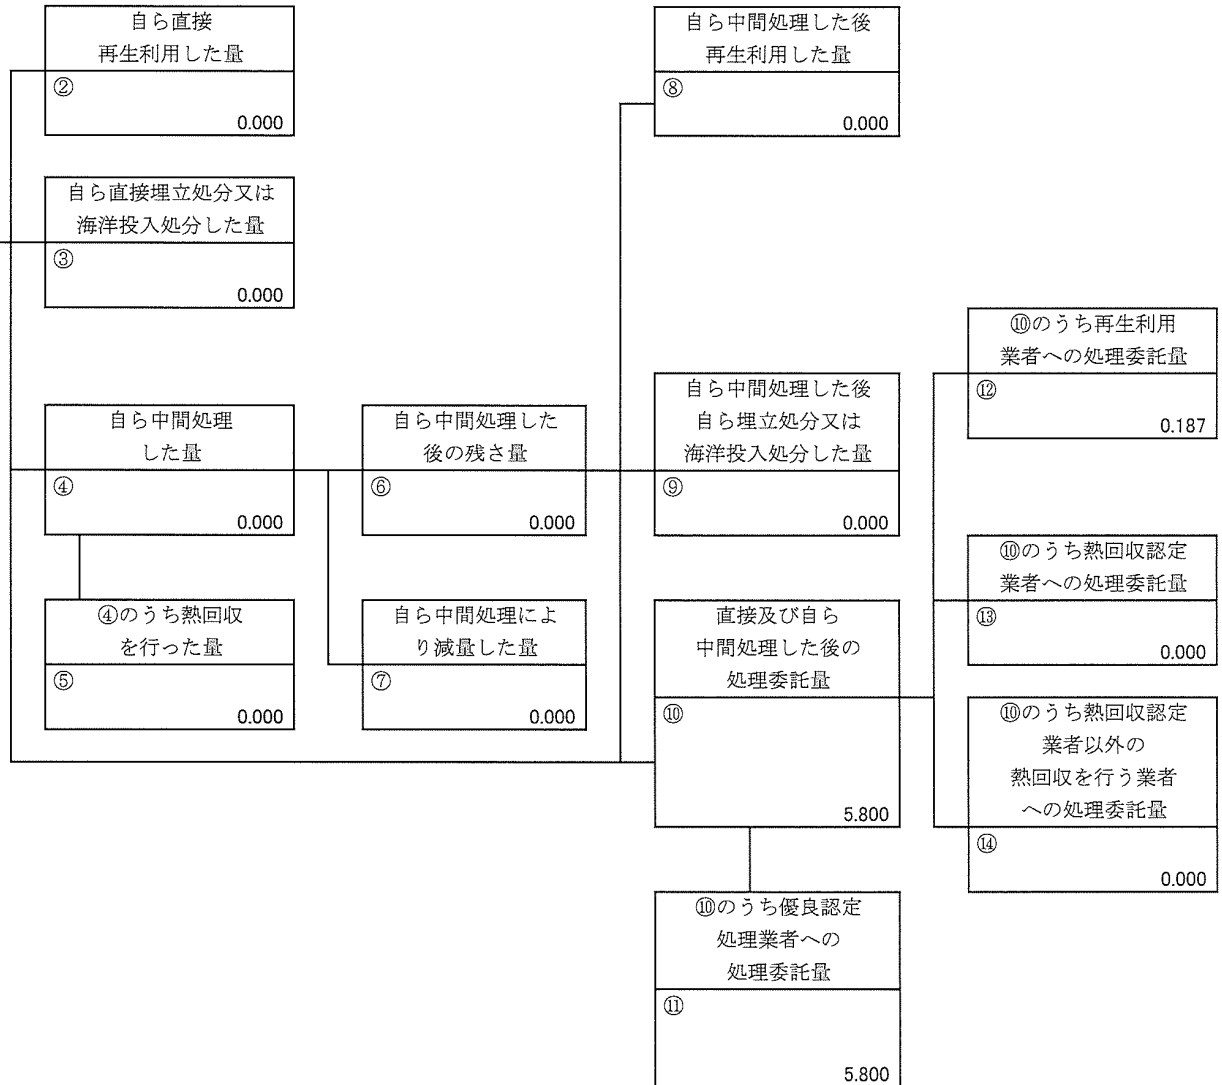 自ら直接
再生利用した量
②
0.000
自ら中間処理した後
再生利用した量
⑧
0.000
自ら直接埋立処分又は
海洋投入処分した量
③
0.000
⑩のうち再生利用
業者への処理委託量
⑫
0.187
自ら中間処理
した量
④
0.000
自ら中間処理した
後の残さ量
⑥
0.000
自ら中間処理した後
自ら埋立処分又は
海洋投入処分した量
⑨
0.000
⑩のうち熱回収認定
業者への処理委託量
⑬
0.000
④のうち熱回収
を行った量
⑤
0.000
自ら中間処理によ
り減量した量
⑦
0.000
直接及び自ら
中間処理した後の
処理委託量
⑩
5.800
⑩のうち熱回収認定
業者以外の
熱回収を行う業者
への処理委託量
⑭
0.000
⑩のうち優良認定
処理業者への
処理委託量
⑪
5.800